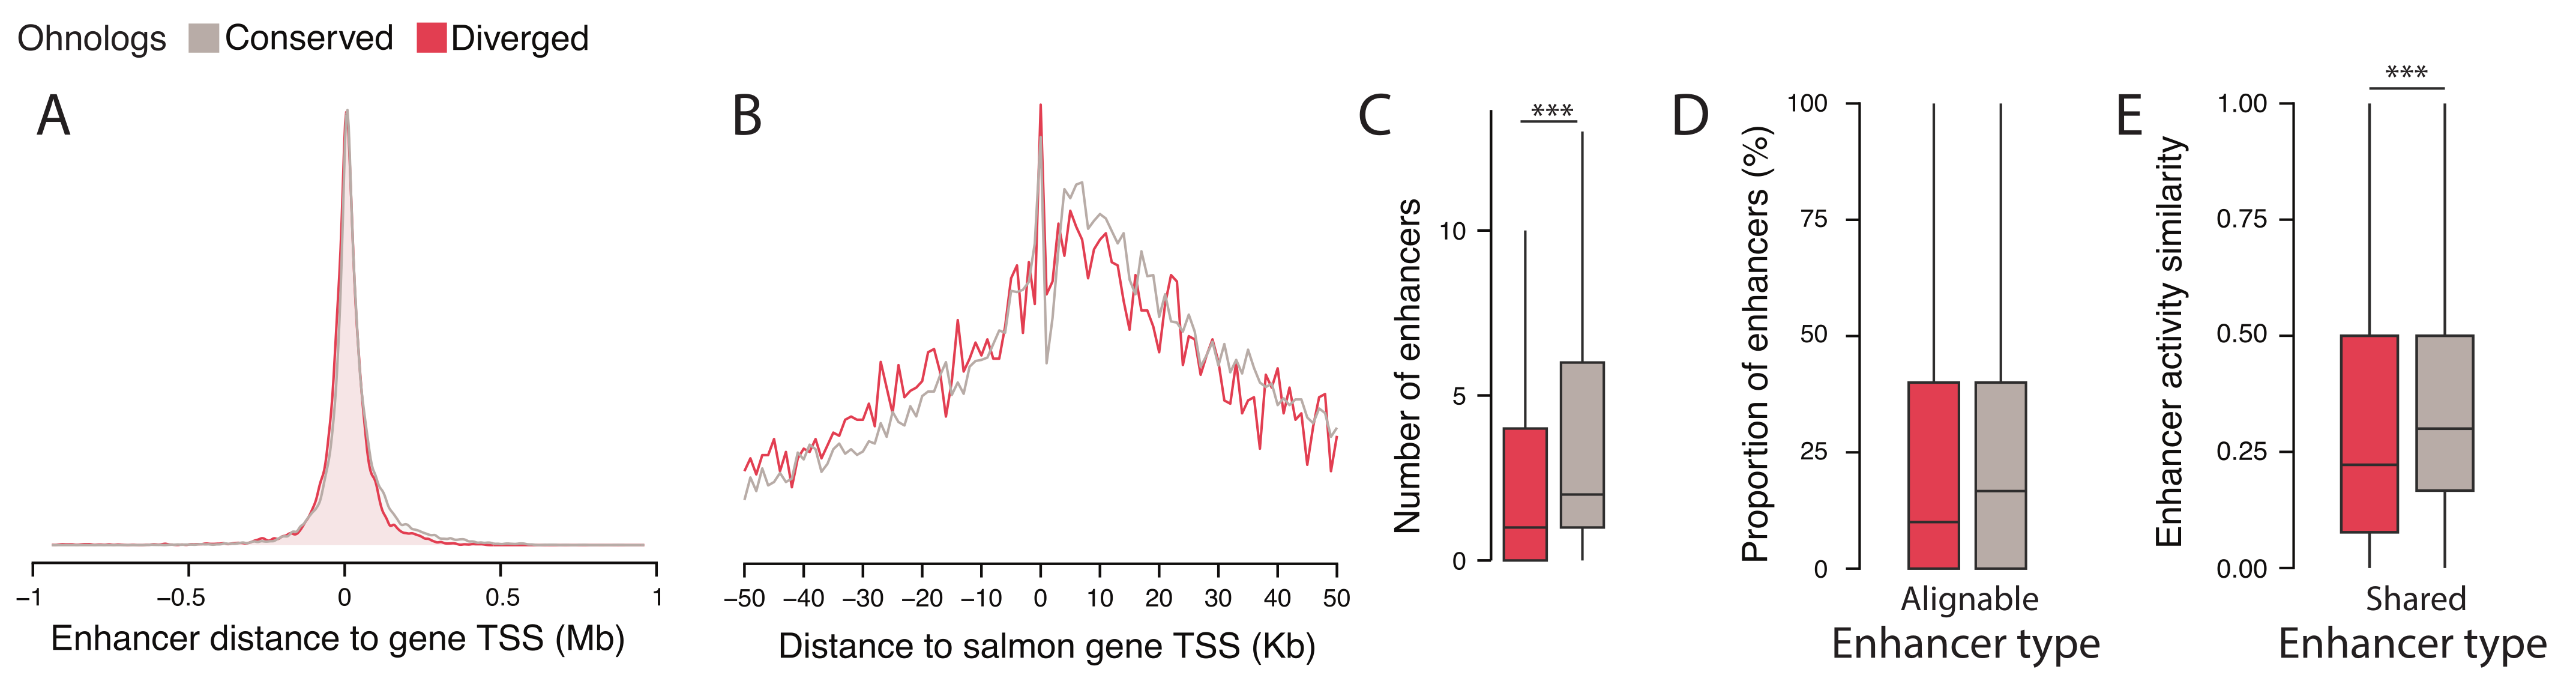 Ohnologs Conserved Diverged
A
−1 −0.5 0 0.5 1
Enhancer distance to gene TSS (Mb)
B
−50 −40 −30 −20 −10 0 10 20 30 40 50
Distance to salmon gene TSS (Kb)
C
***
Number of enhancers
10
5
0
D
Proportion of enhancers (%)
100
75
50
25
0
Alignable
Enhancer type
E
***
Enhancer activity similarity
1.00
0.75
0.50
0.25
0.00
Shared
Enhancer type